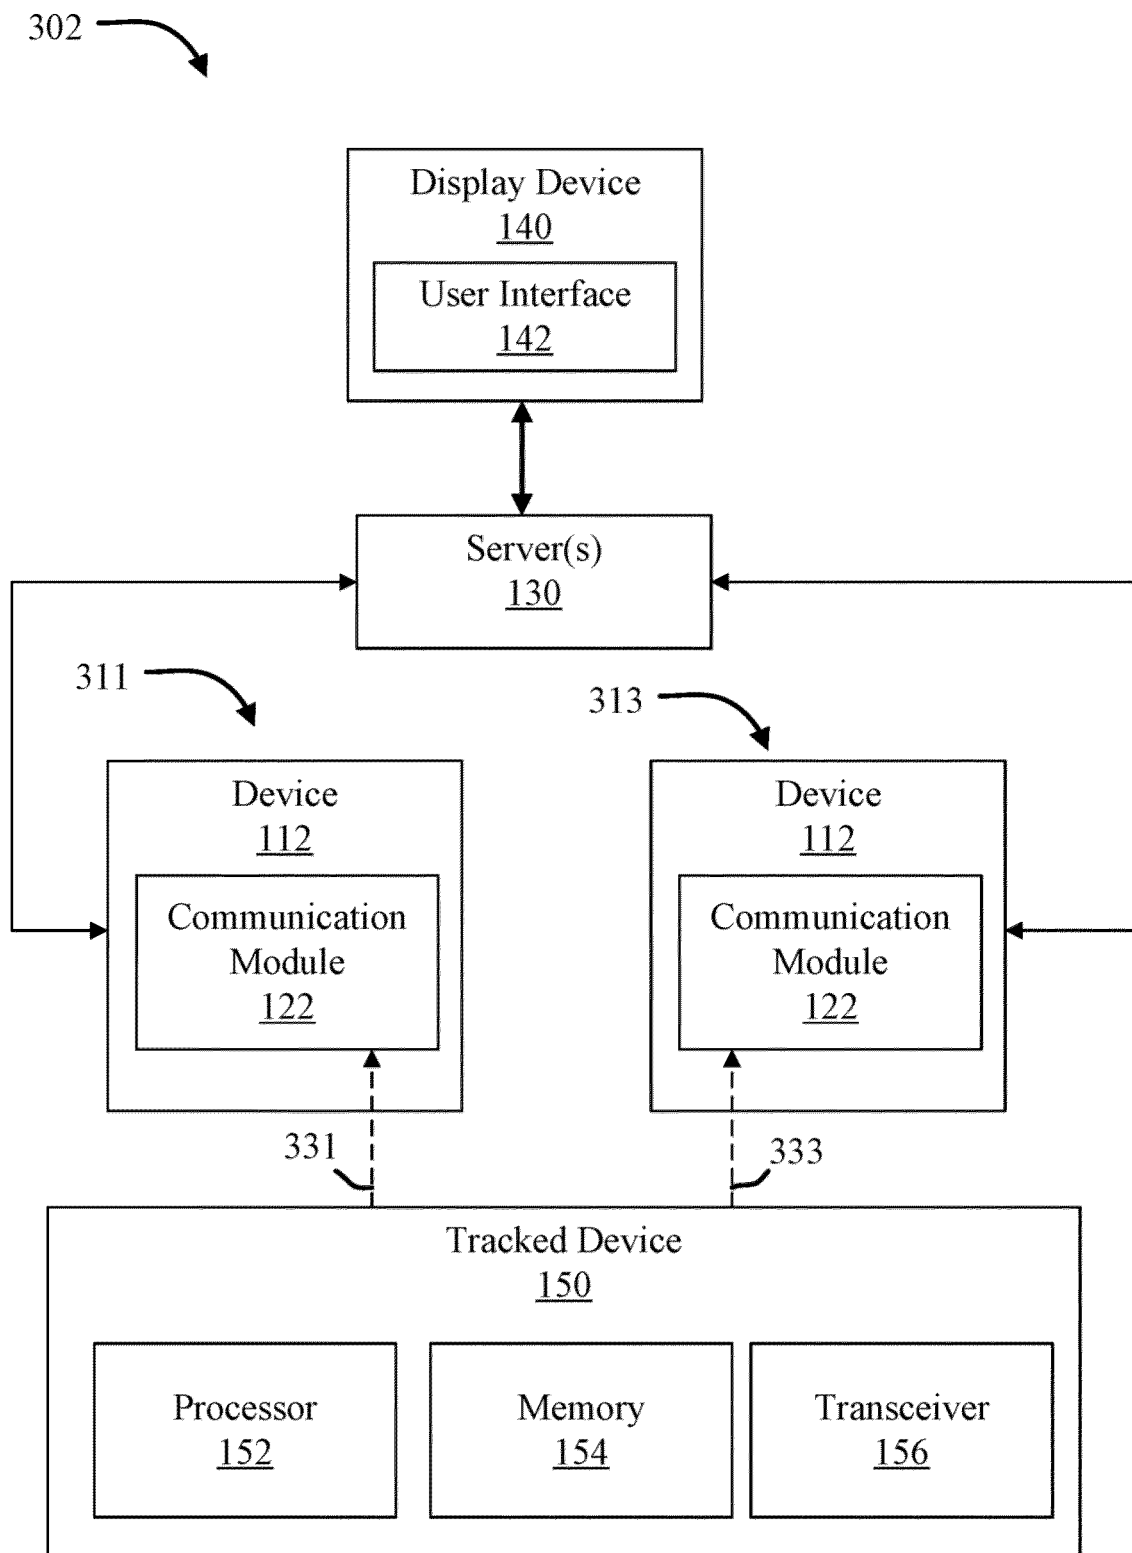 302
Display Device
140
User Interface
142
Server(s)
130
311
313
Device
112
Communication
Module
122
Device
112
Communication
Module
122
331
333
Tracked Device
150
Processor
152
Memory
154
Transceiver
156